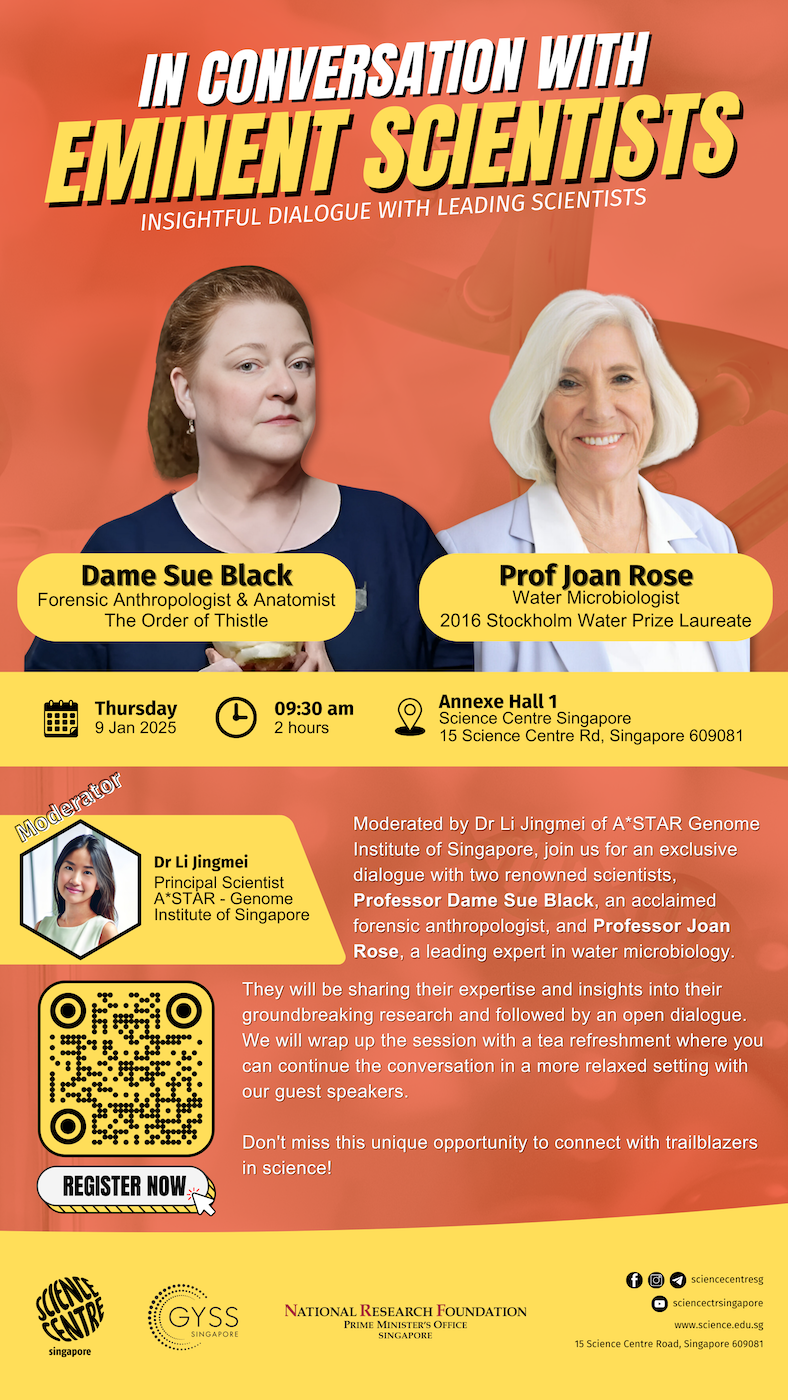 IN CONVERSATION WITH
EMINENT SCIENTISTS
INSIGHTFUL DIALOGUE WITH LEADING SCIENTISTS
Dame Sue Black
Forensic Anthropologist & Anatomist
The Order of Thistle
Prof Joan Rose
Water Microbiologist
2016 Stockholm Water Prize Laureate
Thursday
9 Jan 2025
09:30 am
2 hours
Annexe Hall 1
Science Centre Singapore
15 Science Centre Rd, Singapore 609081
Moderator
Dr Li Jingmei
Principal Scientist
A*STAR - Genome
Institute of Singapore
Moderated by Dr Li Jingmei of A*STAR Genome
Institute of Singapore, join us for an exclusive
dialogue with two renowned scientists,
Professor Dame Sue Black, an acclaimed
forensic anthropologist, and Professor Joan
Rose, a leading expert in water microbiology.
They will be sharing their expertise and insights into their
groundbreaking research and followed by an open dialogue.
We will wrap up the session with a tea refreshment where you
can continue the conversation in a more relaxed setting with
our guest speakers.
Don't miss this unique opportunity to connect with trailblazers
in science!
REGISTER NOW
SCIENCE
CENTRE
singapore
GYSS
SINGAPORE
NATIONAL RESEARCH FOUNDATION
PRIME MINISTER'S OFFICE
SINGAPORE
sciencecentresg
sciencectrsingapore
www.science.edu.sg
15 Science Centre Road, Singapore 609081